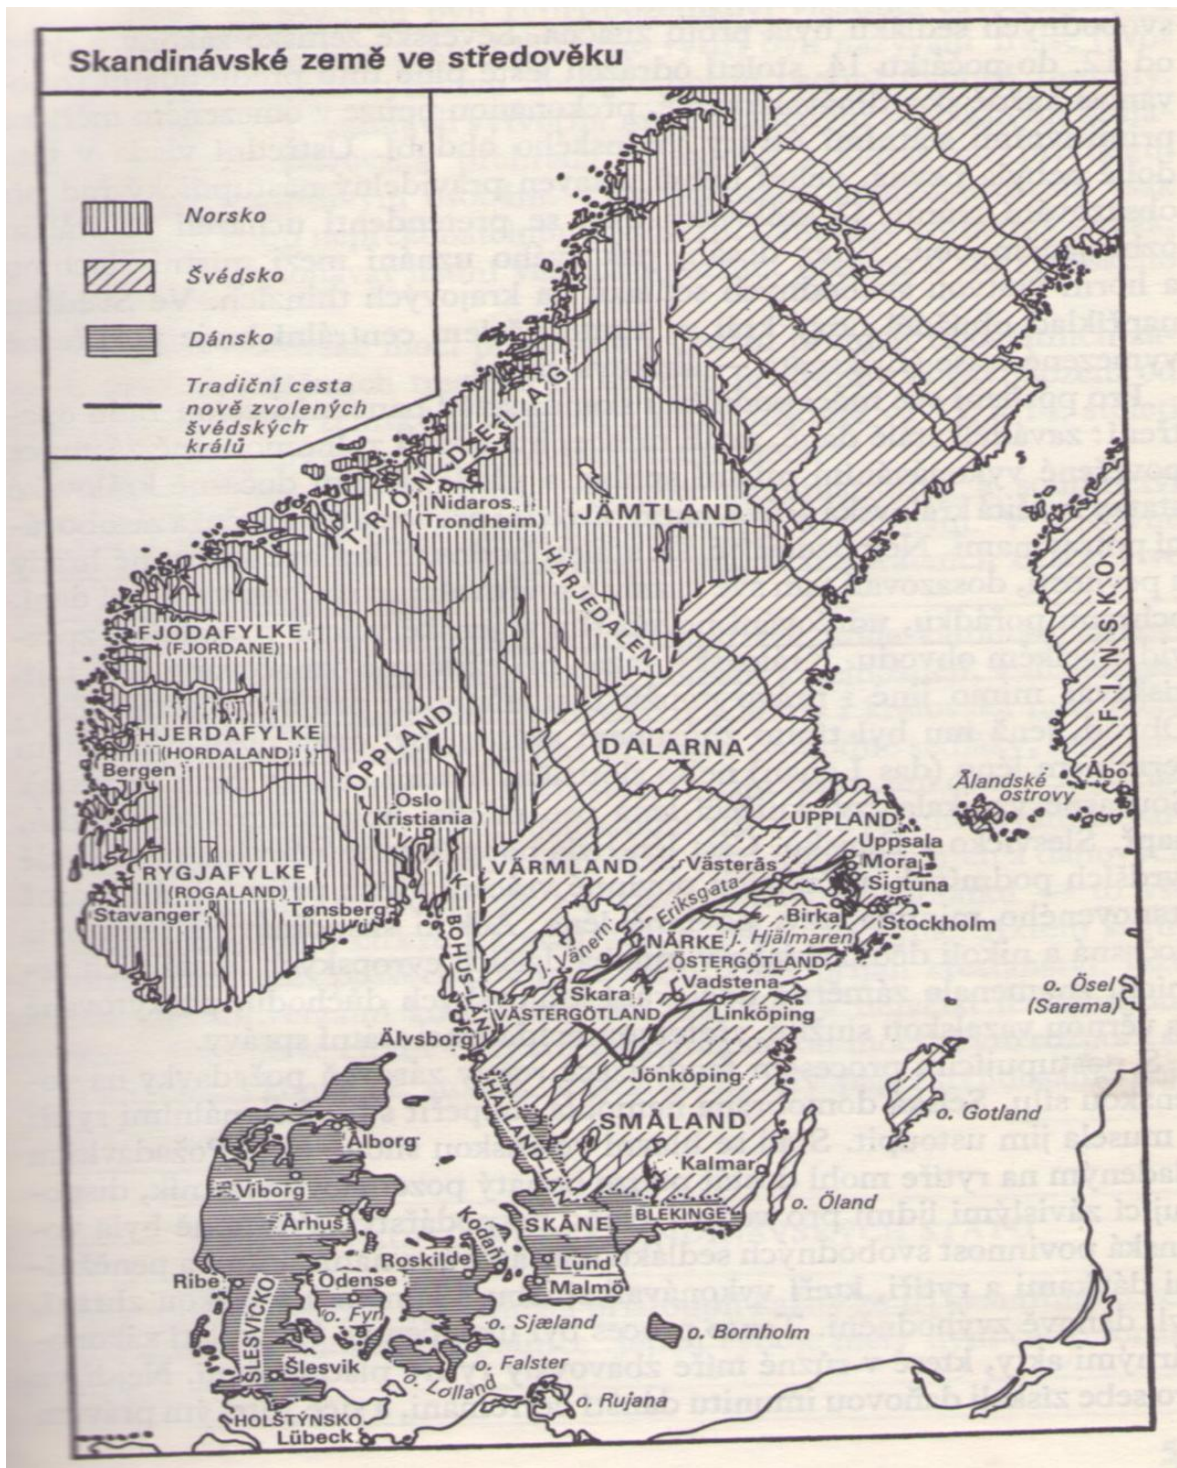 Skandinávské země ve středověku
Norsko
Švédsko
Dánsko
Tradiční cesta
nově zvolených
švédských
králů
TRÖNDELAG
Nidaros
(Trondheim)
JÄMTLAND
HÄRJEDALEN
FJODAFYLKE
(FJORDANE)
HJERDAFYLKE
(HORDALAND)
Bergen
OPPLAND
DALARNA
FINSKO
Åbo
Ålandské
ostrovy
Oslo
(Kristiania)
VIK
UPPLAND
Uppsala
Mora
Sigtuna
VÄRMLAND
Västerås
Eriksgata
RYGJAFYLKE
(ROGALAND)
Stavanger
Tønsberg
BOHUS-LÄN
Birka
Stockholm
j. Vänern
NÄRKE
j. Hjälmaren
ÖSTERGÖTLAND
Skara
Vadstena
VÄSTERGÖTLAND
Linköping
o. Ösel
(Sarema)
Älvsborg
Jönköping
HALLAND-LÄN
SMÅLAND
o. Gotland
Ålborg
Kalmar
Viborg
o. Öland
Århus
SKÅNE
BLEKINGE
Kodaň
Roskilde
Lund
Ribe
Odense
Malmö
o. Fyn
o. Sjæland
o. Bornholm
ŠLESVICKO
Šlesvik
o. Falster
o. Lolland
o. Rujana
HOLŠTÝNSKO
Lübeck